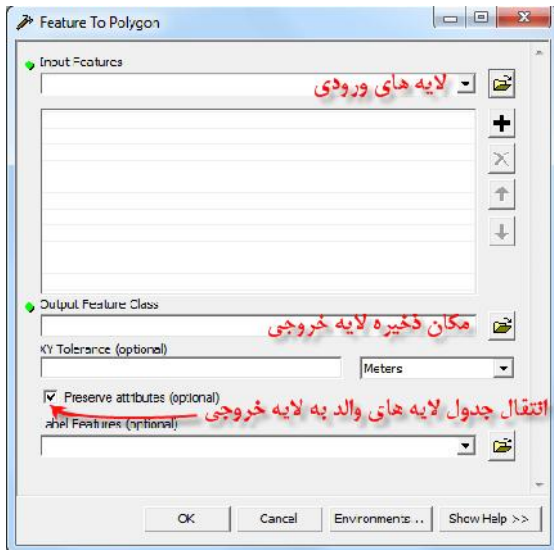 Feature To Polygon
Input Features
لایه های ورودی
Output Feature Class
مکان ذخیره لایه خروجی
XY Tolerance (optional)
Meters
Preserve attributes (optional)
انتقال جدول لایه های والد به لایه خروجی
Label Features (optional)
OK
Cancel
Environments...
Show Help >>